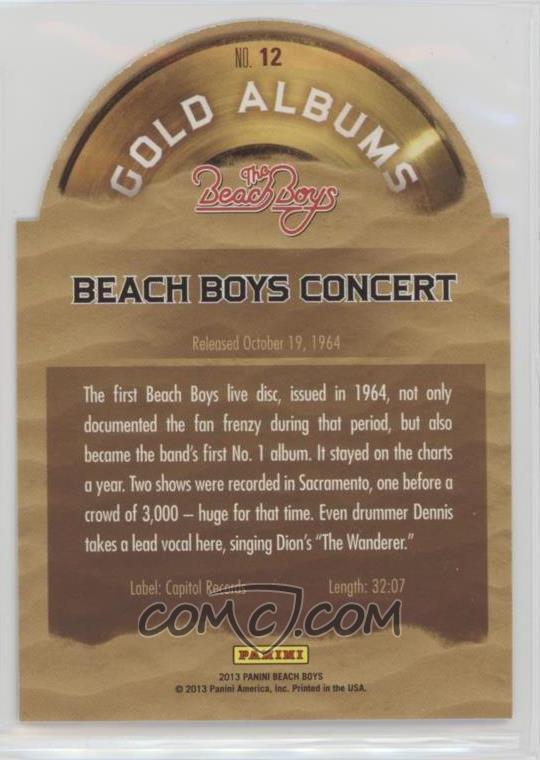 NO. 12
GOLD ALBUMS
The
Beach Boys
BEACH BOYS CONCERT
Released October 19, 1964
The first Beach Boys live disc, issued in 1964, not only
documented the fan frenzy during that period, but also
became the band's first No. 1 album. It stayed on the charts
a year. Two shows were recorded in Sacramento, one before a
crowd of 3,000 – huge for that time. Even drummer Dennis
takes a lead vocal here, singing Dion's "The Wanderer."
Label: Capitol Records Length: 32:07
COMC.COM
PANINI
2013 PANINI BEACH BOYS
© 2013 Panini America, Inc. Printed in the USA.